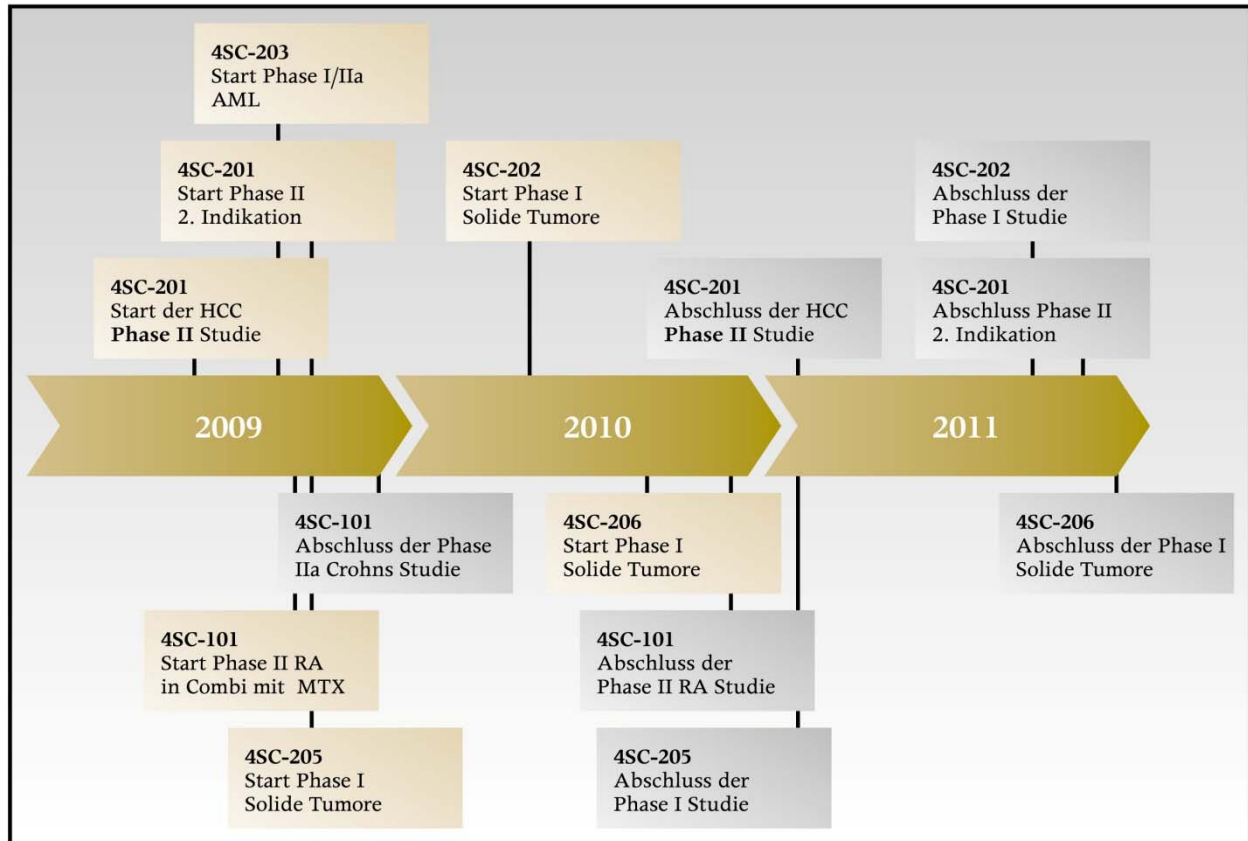 4SC-203
Start Phase I/IIa
AML
4SC-201
Start Phase II
2. Indikation
4SC-202
Start Phase I
Solide Tumore
4SC-202
Abschluss der
Phase I Studie
4SC-201
Start der HCC
Phase II Studie
4SC-201
Abschluss der HCC
Phase II Studie
4SC-201
Abschluss Phase II
2. Indikation
2009
2010
2011
4SC-101
Abschluss der Phase
IIa Crohns Studie
4SC-206
Start Phase I
Solide Tumore
4SC-206
Abschluss der Phase I
Solide Tumore
4SC-101
Start Phase II RA
in Combi mit MTX
4SC-101
Abschluss der
Phase II RA Studie
4SC-205
Start Phase I
Solide Tumore
4SC-205
Abschluss der
Phase I Studie